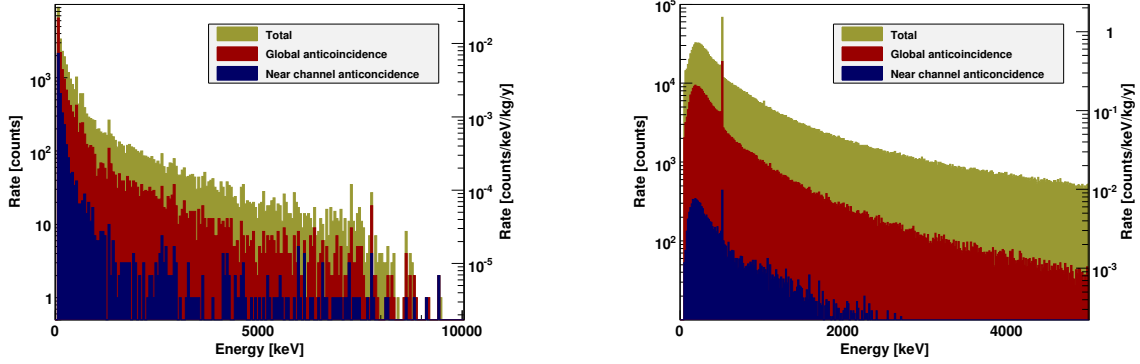 Total
Global anticoincidence
Near channel anticoncidence
Rate [counts]
10³
10²
10
1
Rate [counts/keV/kg/y]
10⁻²
10⁻³
10⁻⁴
10⁻⁵
0 5000 10000
Energy [keV]
Total
Global anticoincidence
Near channel anticoncidence
Rate [counts]
10⁵
10⁴
10³
10²
Rate [counts/keV/kg/y]
1
10⁻¹
10⁻²
10⁻³
0 2000 4000
Energy [keV]